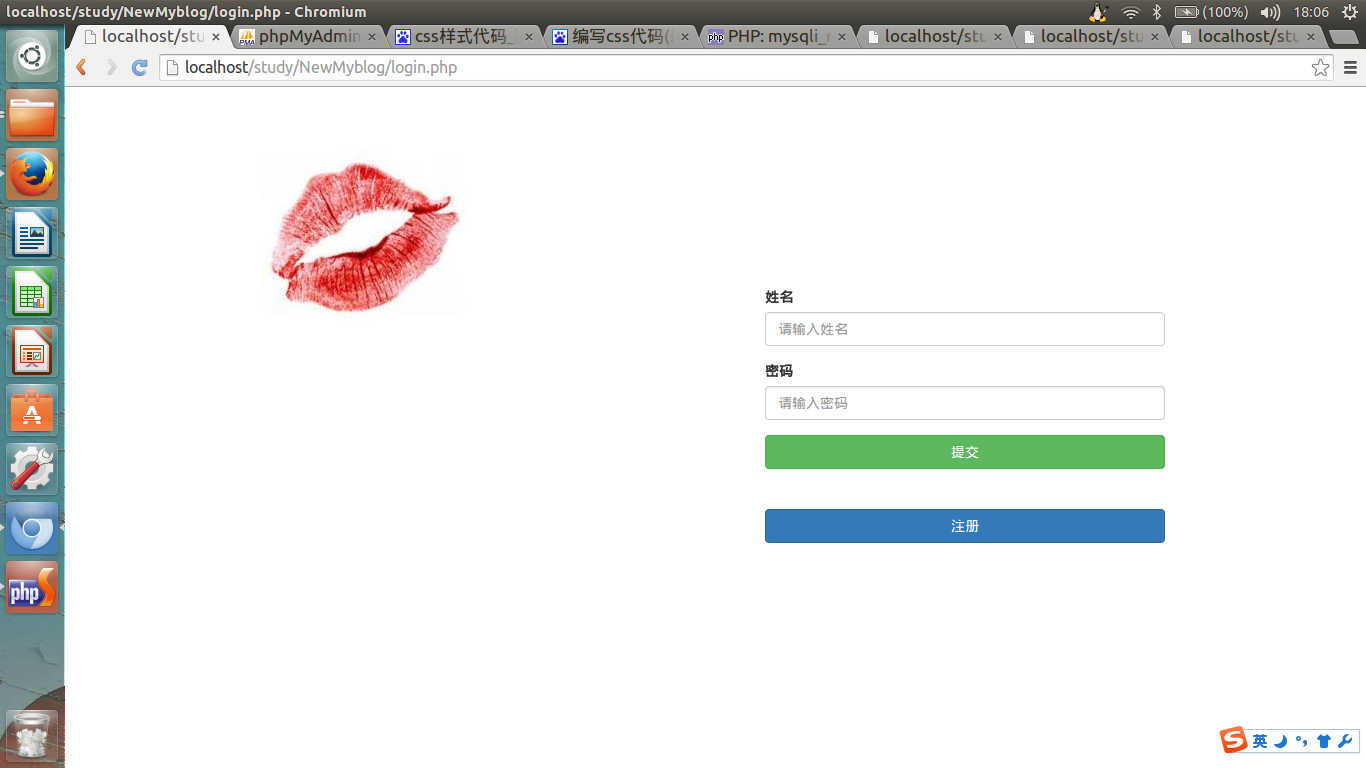 localhost/study/NewMyblog/login.php - Chromium
(100%)
18:06
localhost/stu
phpMyAdmin
css样式代码_
编写css代码(
PHP: mysqli_
localhost/stu
localhost/stu
localhost/stu
localhost/study/NewMyblog/login.php
姓名
请输入姓名
密码
请输入密码
提交
注册
php S
S 英